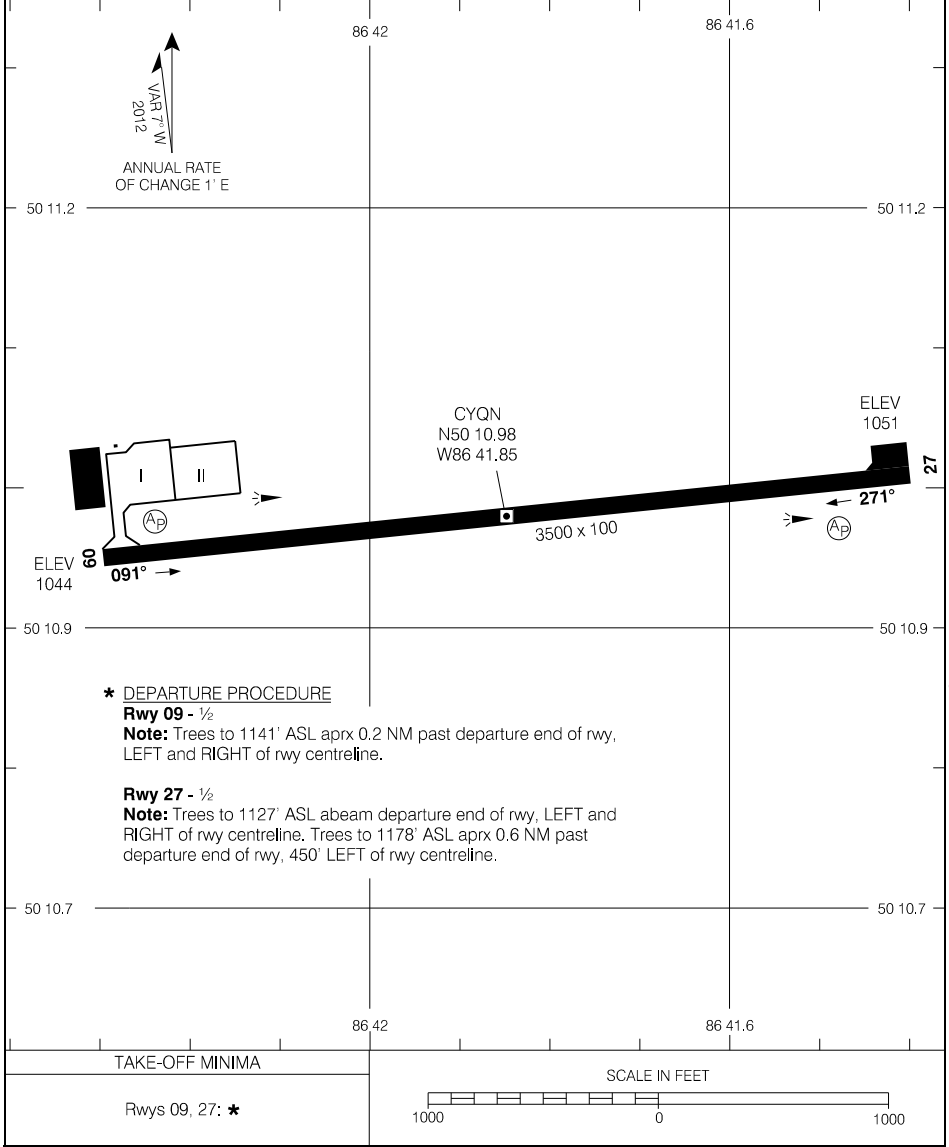 86 42
86 41.6
VAR 7° W
2012
ANNUAL RATE
OF CHANGE 1' E
50 11.2
50 11.2
CYQN
N50 10.98
W86 41.85
ELEV
1051
I
II
27
271°
AP
AP
3500 x 100
ELEV
1044
09
091°
50 10.9
50 10.9
* DEPARTURE PROCEDURE
Rwy 09 - ½
Note: Trees to 1141' ASL aprx 0.2 NM past departure end of rwy,
LEFT and RIGHT of rwy centreline.
Rwy 27 - ½
Note: Trees to 1127' ASL abeam departure end of rwy, LEFT and
RIGHT of rwy centreline. Trees to 1178' ASL aprx 0.6 NM past
departure end of rwy, 450' LEFT of rwy centreline.
50 10.7
50 10.7
86 42
86 41.6
TAKE-OFF MINIMA
Rwys 09, 27: *
SCALE IN FEET
1000
0
1000